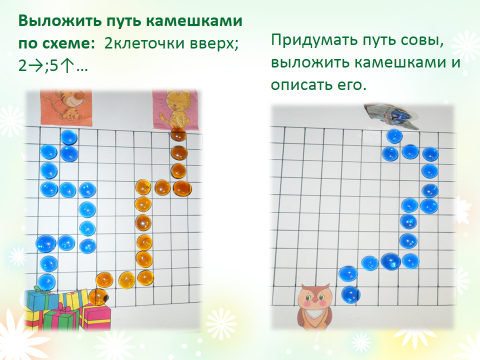 Выложить путь камешками
по схеме: 2клеточки вверх;
2→;5↑…
Придумать путь совы,
выложить камешками и
описать его.